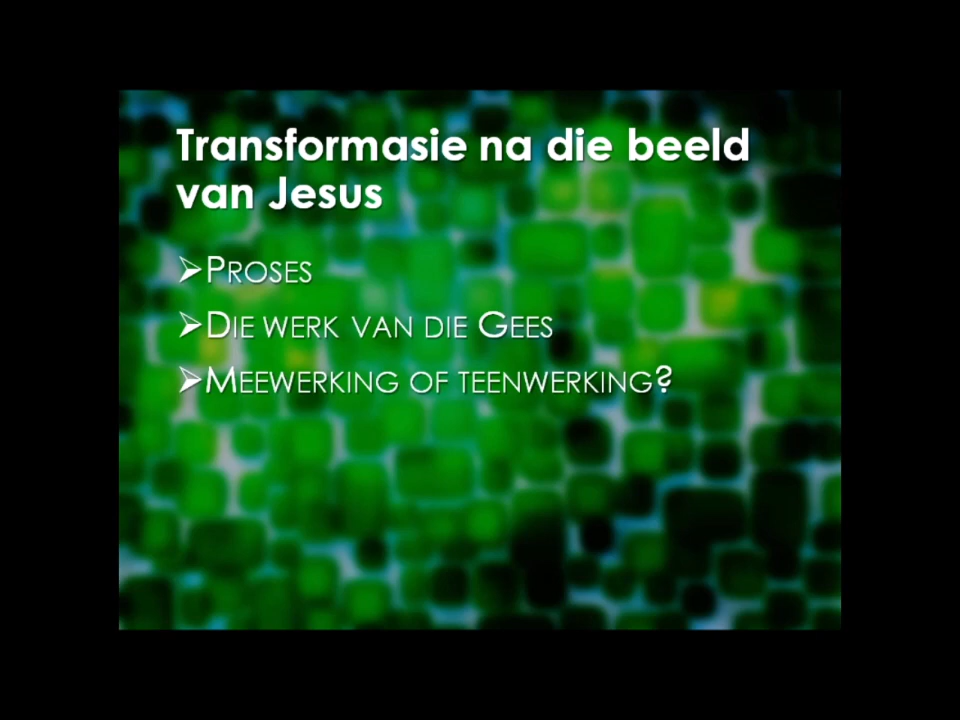 Transformasie na die beeld
van Jesus
➢Proses
➢Die werk van die Gees
➢Meewerking of teenwerking?